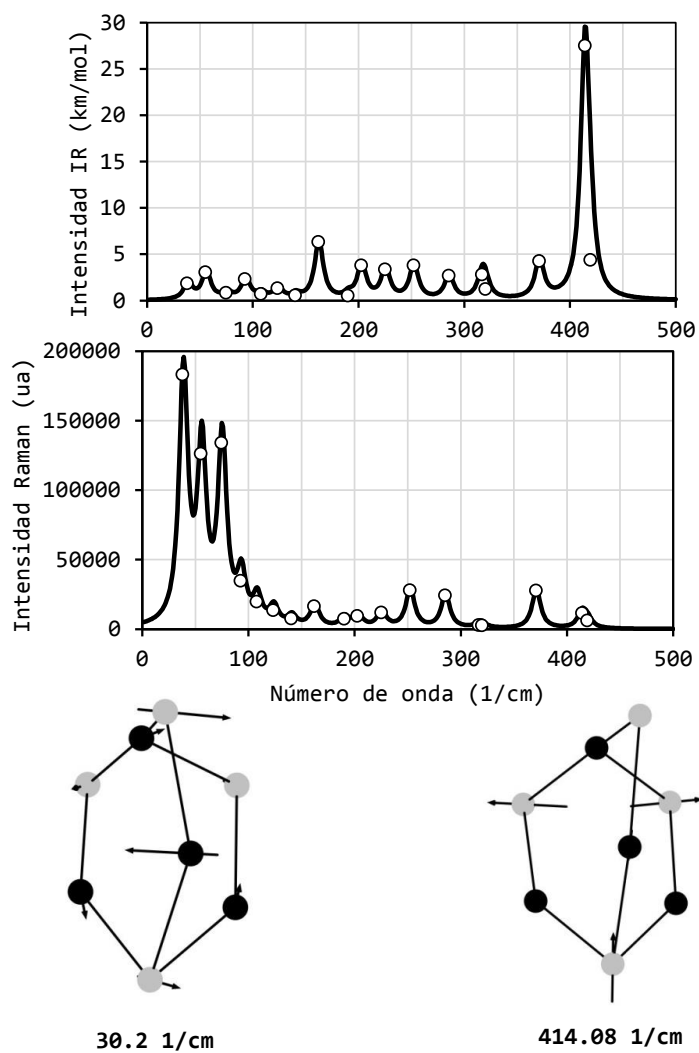 Intensidad IR (km/mol)
30
25
20
15
10
5
0
0 100 200 300 400 500
Intensidad Raman (ua)
200000
150000
100000
50000
0
0 100 200 300 400 500
Número de onda (1/cm)
30.2 1/cm
414.08 1/cm